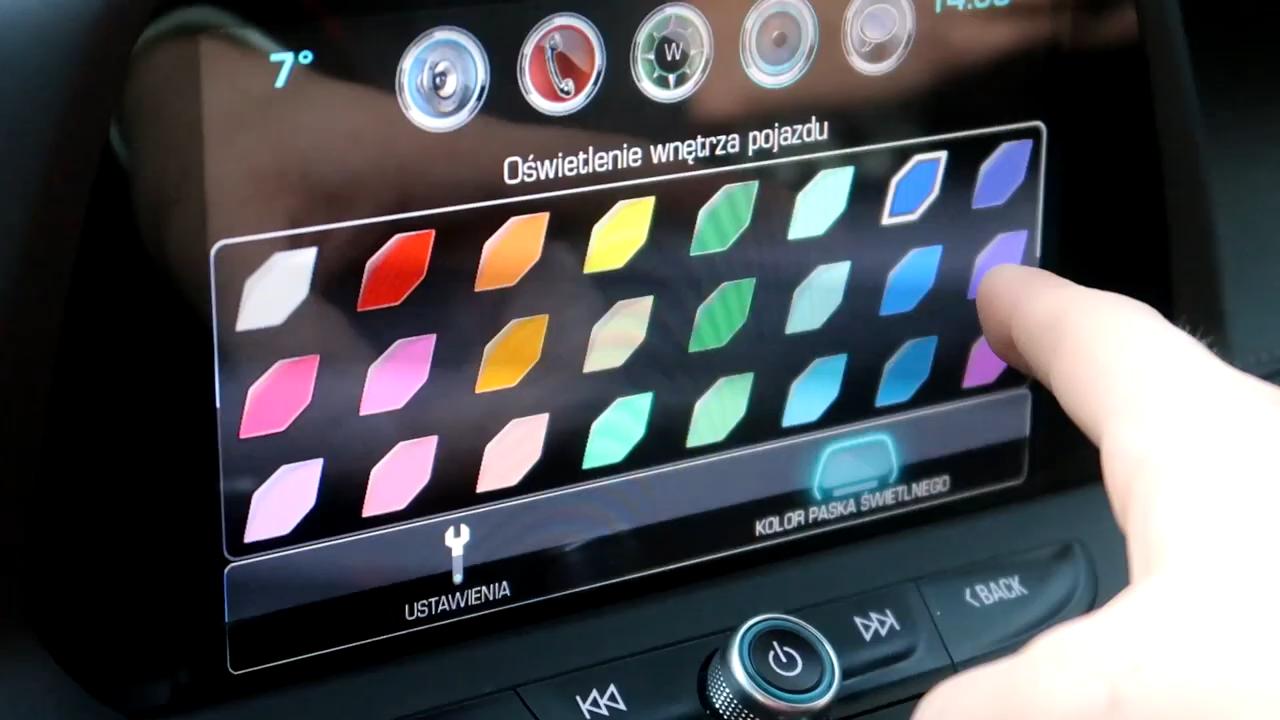 7°
W
Oświetlenie wnętrza pojazdu
KOLOR PASKA ŚWIETLNEGO
USTAWIENIA
BACK